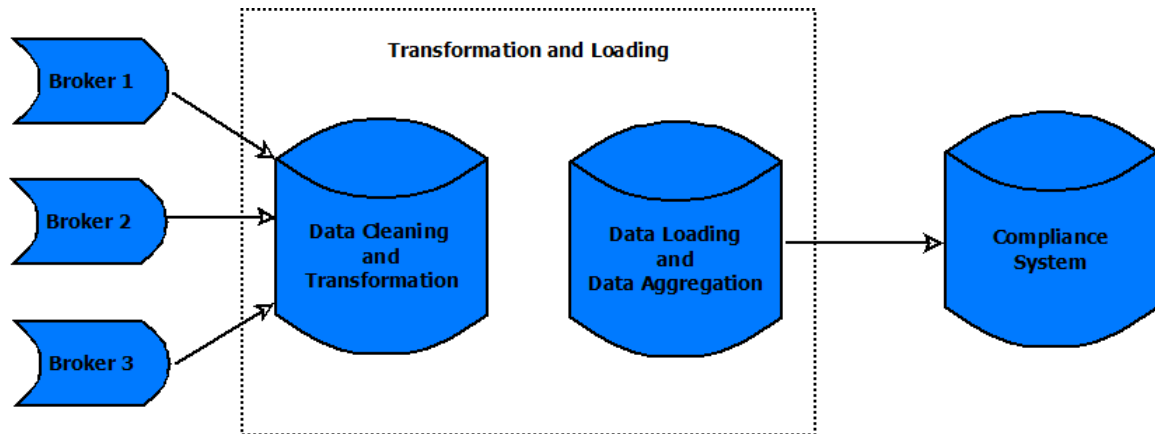 Transformation and Loading
Broker 1
Broker 2
Broker 3
Data Cleaning
and
Transformation
Data Loading
and
Data Aggregation
Compliance
System